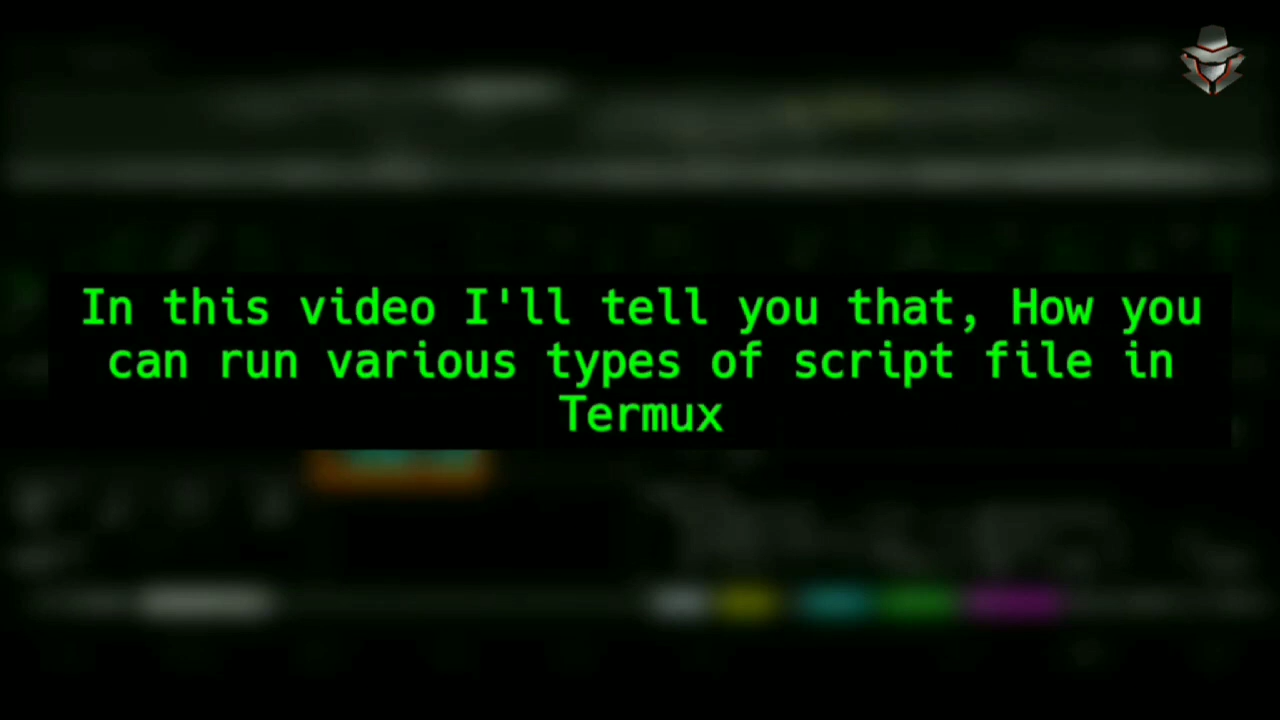 In this video I'll tell you that, How you
can run various types of script file in
Termux